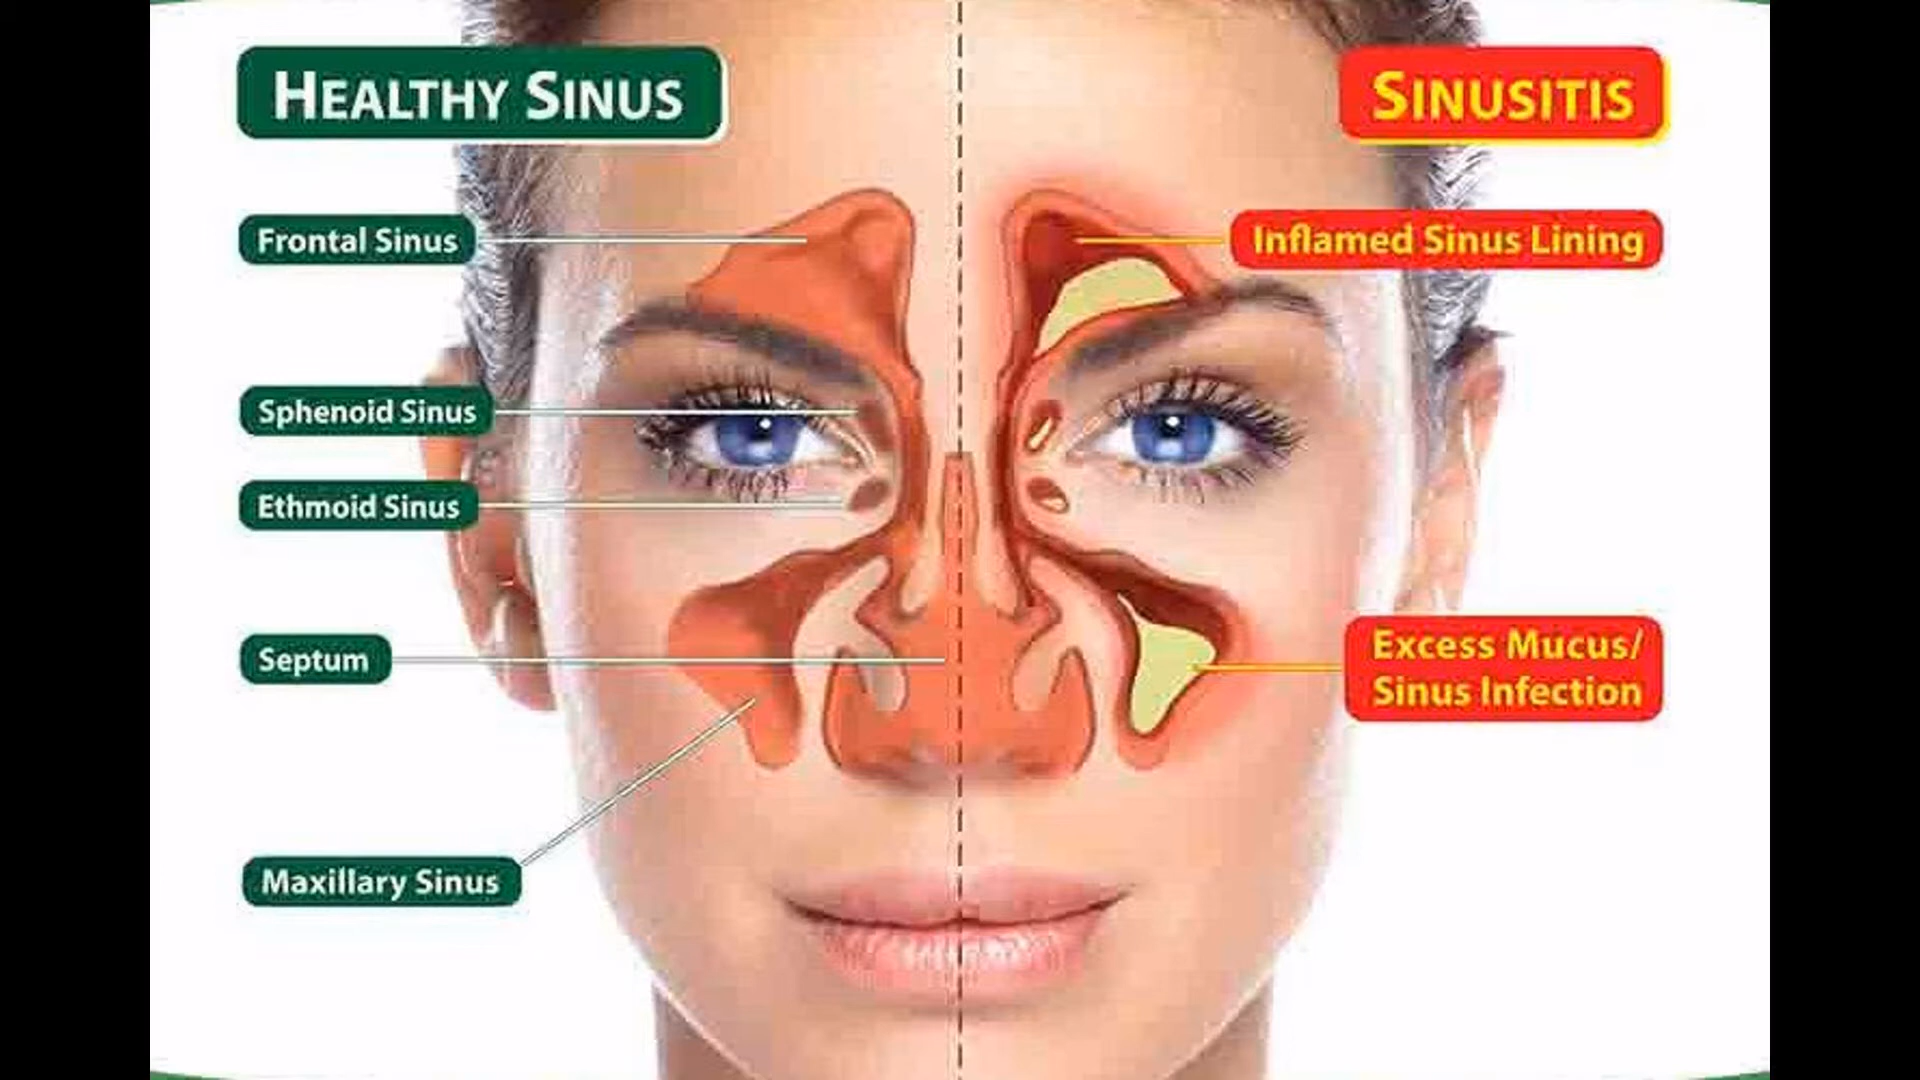 HEALTHY SINUS
SINUSITIS
Frontal Sinus
Inflamed Sinus Lining
Sphenoid Sinus
Ethmoid Sinus
Septum
Excess Mucus/
Sinus Infection
Maxillary Sinus